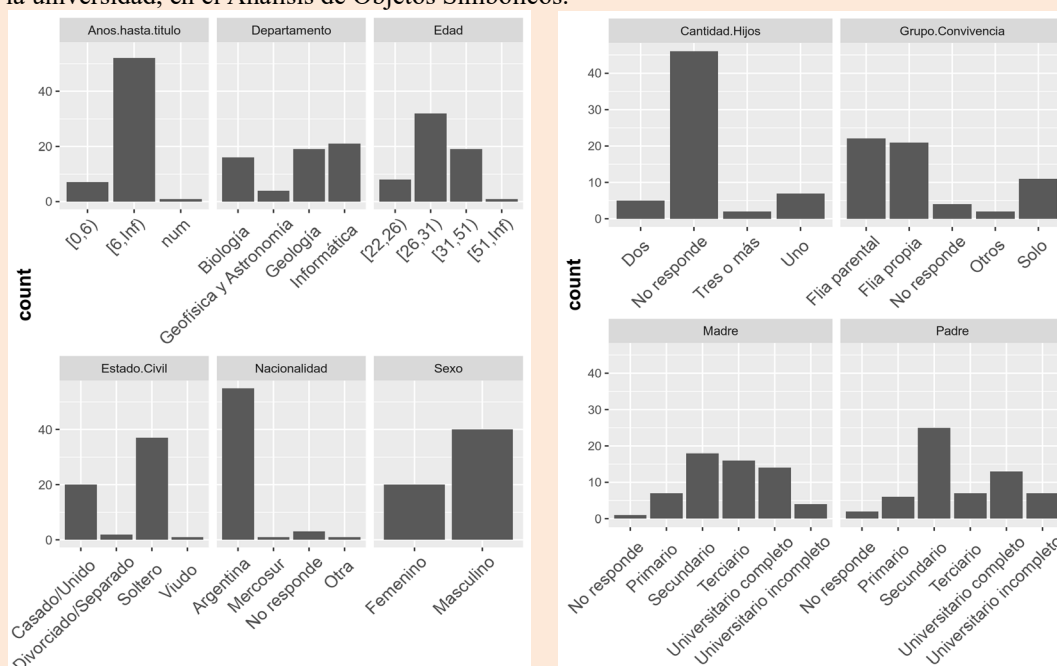 la universidad, en el Análisis de Objetos Simbólicos.
Anos.hasta.titulo Departamento Edad
40
20
0
[0,6) [6,Inf) num Biología Geofísica y Astronomía Geología Informática [22,26) [26,31) [31,51) [51,Inf)
count
Estado.Civil Nacionalidad Sexo
40
20
0
Casado/Unido Divorciado/Separado Soltero Viudo Argentina Mercosur No responde Otra Femenino Masculino
Cantidad.Hijos Grupo.Convivencia
40
30
20
10
0
Dos No responde Tres o más Uno Flia parental Flia propia No responde Otros Solo
count
Madre Padre
40
30
20
10
0
No responde Primario Secundario Terciario Universitario completo Universitario incompleto No responde Primario Secundario Terciario Universitario completo Universitario incompleto